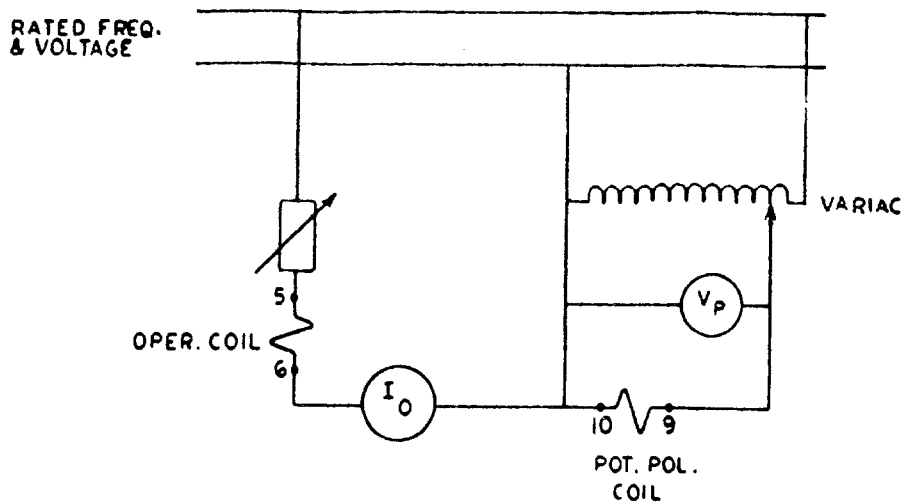 RATED FREQ.
& VOLTAGE
VARIAC
5
V P
OPER. COIL
6
I O
10 9
POT. POL.
COIL